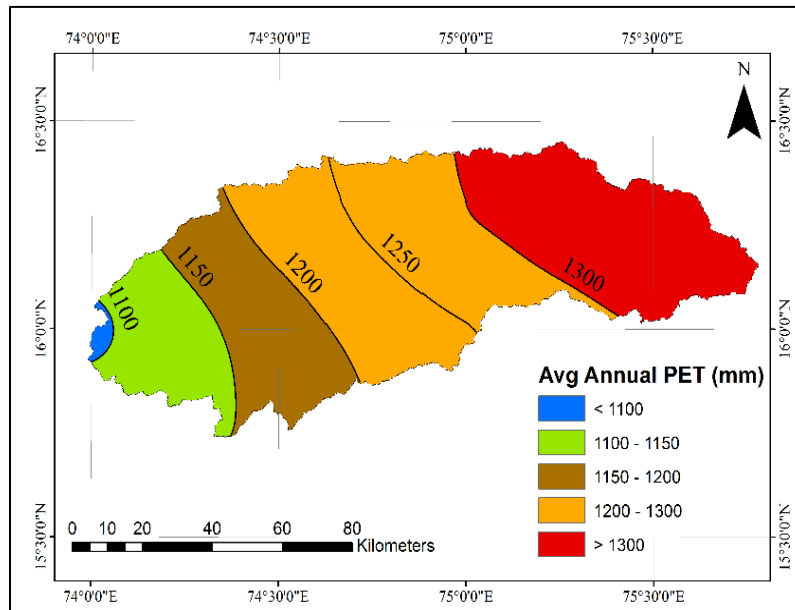 74°0'0"E 74°30'0"E 75°0'0"E 75°30'0"E
N
16°30'0"N 16°30'0"N
1250
1200
1150
1300
1100
16°0'0"N 16°0'0"N
Avg Annual PET (mm)
< 1100
1100 - 1150
1150 - 1200
1200 - 1300
> 1300
0 10 20 40 60 80
Kilometers
15°30'0"N 15°30'0"N
74°0'0"E 74°30'0"E 75°0'0"E 75°30'0"E